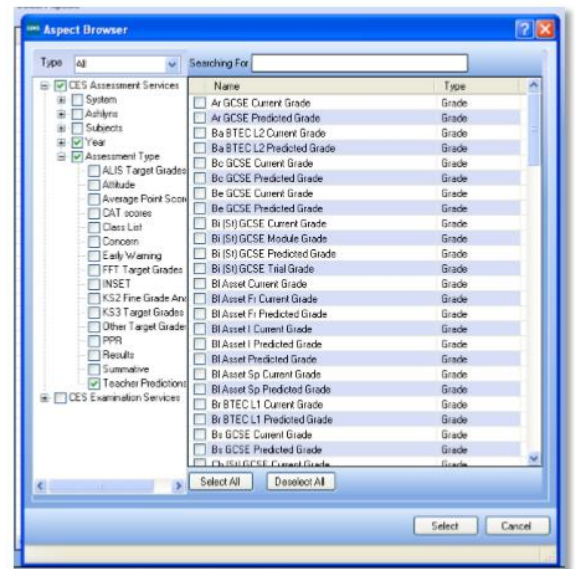 Aspect Browser
Type All Searching For
CES Assessment Services
System
Ashlyns
Subjects
Year
Assessment Type
ALIS Target Grades
Attitude
Average Point Scor
CAT scores
Class List
Concern
Early Warning
FFT Target Grades
INSET
KS2 Fine Grade An
KS3 Target Grades
Other Target Grade
PPR
Results
Summative
Teacher Predictions
CES Examination Services
Name Type
Ar GCSE Current Grade Grade
Ar GCSE Predicted Grade Grade
Ba BTEC L2 Current Grade Grade
Ba BTEC L2 Predicted Grade Grade
Bc GCSE Current Grade Grade
Bc GCSE Predicted Grade Grade
Be GCSE Current Grade Grade
Be GCSE Predicted Grade Grade
Bi (St) GCSE Current Grade Grade
Bi (St) GCSE Module Grade Grade
Bi (St) GCSE Predicted Grade Grade
Bi (St) GCSE Trial Grade Grade
Bl Asset Current Grade Grade
Bl Asset Fr Current Grade Grade
Bl Asset Fr Predicted Grade Grade
Bl Asset I Current Grade Grade
Bl Asset I Predicted Grade Grade
Bl Asset Predicted Grade Grade
Bl Asset Sp Current Grade Grade
Bl Asset Sp Predicted Grade Grade
Br BTEC L1 Current Grade Grade
Br BTEC L1 Predicted Grade Grade
Bs GCSE Current Grade Grade
Bs GCSE Predicted Grade Grade
Ch (St) GCSE Current Grade Grade
Select All Deselect All
Select Cancel